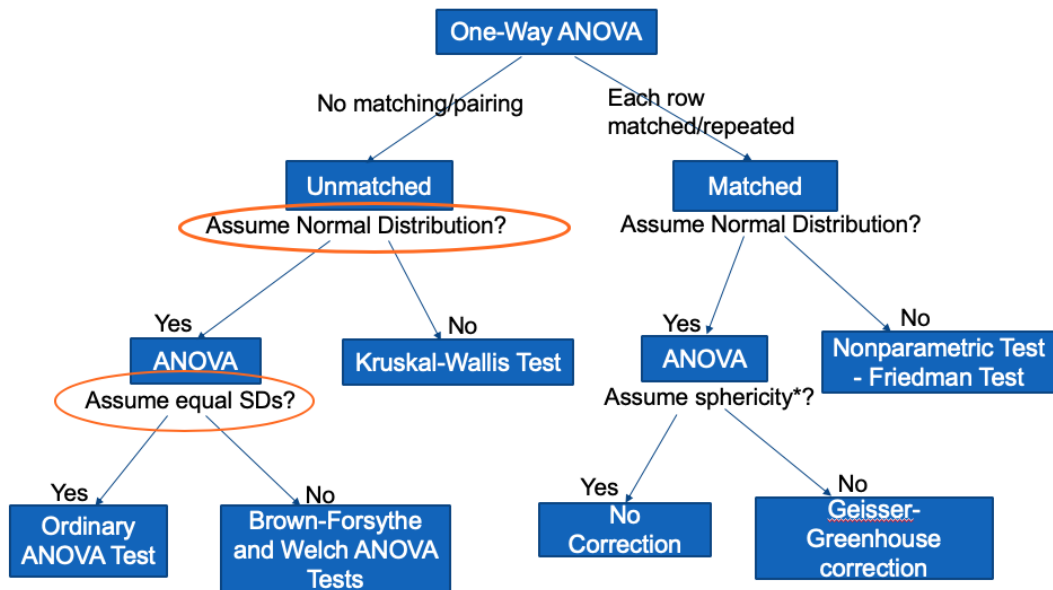 One-Way ANOVA
No matching/pairing
Each row
matched/repeated
Unmatched
Matched
Assume Normal Distribution?
Assume Normal Distribution?
Yes
No
Yes
No
ANOVA
Kruskal-Wallis Test
ANOVA
Nonparametric Test
- Friedman Test
Assume equal SDs?
Assume sphericity*?
Yes
No
Yes
No
Ordinary
ANOVA Test
Brown-Forsythe
and Welch ANOVA
Tests
No
Correction
Geisser-
Greenhouse
correction